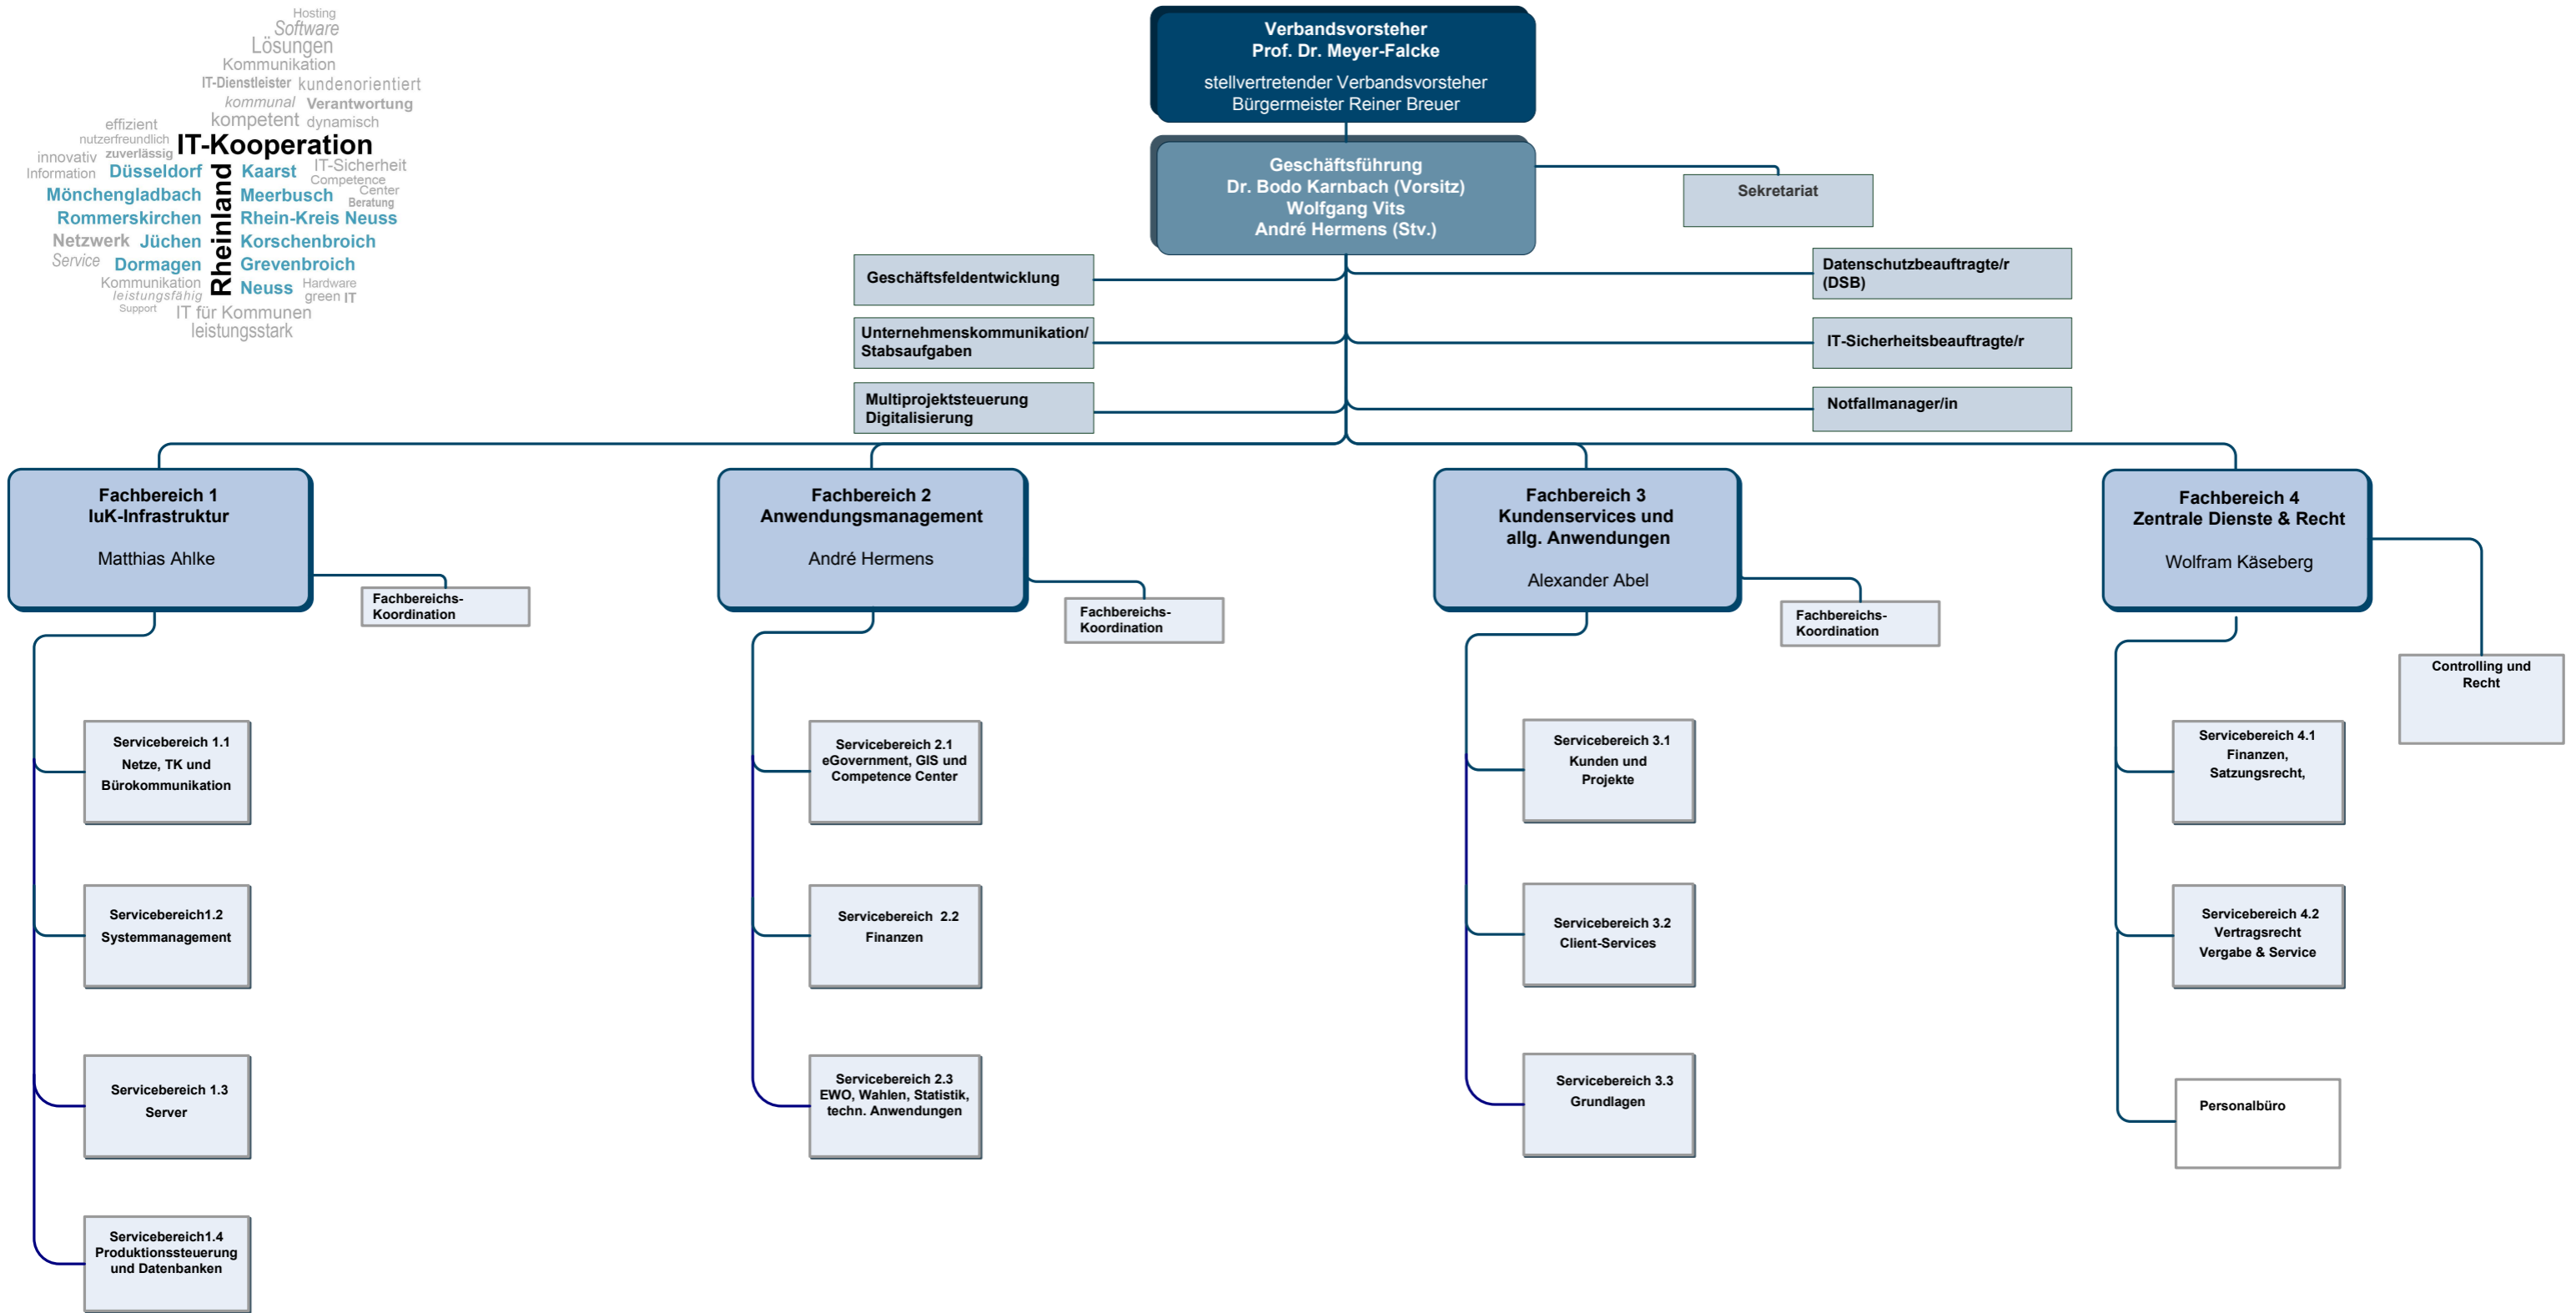 Hosting
Software
Lösungen
Kommunikation
IT-Dienstleister kundenorientiert
kommunal Verantwortung
kompetent dynamisch
effizient
nutzerfreundlich
innovativ zuverlässig IT-Kooperation
Information Düsseldorf Kaarst IT-Sicherheit
Competence
Center
Mönchengladbach Meerbusch
Beratung
Rommerskirchen Rhein-Kreis Neuss
Rheinland
Netzwerk Jüchen Korschenbroich
Service Dormagen Grevenbroich
Kommunikation Neuss Hardware
leistungsfähig green IT
Support IT für Kommunen
leistungsstark
Verbandsvorsteher
Prof. Dr. Meyer-Falcke
stellvertretender Verbandsvorsteher
Bürgermeister Reiner Breuer
Geschäftsführung
Dr. Bodo Karnbach (Vorsitz)
Wolfgang Vits
André Hermens (Stv.)
Sekretariat
Geschäftsfeldentwicklung
Datenschutzbeauftragte/r
(DSB)
Unternehmenskommunikation/
Stabsaufgaben
IT-Sicherheitsbeauftragte/r
Multiprojektsteuerung
Digitalisierung
Notfallmanager/in
Fachbereich 1
IuK-Infrastruktur
Matthias Ahlke
Fachbereichs-
Koordination
Servicebereich 1.1
Netze, TK und
Bürokommunikation
Servicebereich1.2
Systemmanagement
Servicebereich 1.3
Server
Servicebereich1.4
Produktionssteuerung
und Datenbanken
Fachbereich 2
Anwendungsmanagement
André Hermens
Fachbereichs-
Koordination
Servicebereich 2.1
eGovernment, GIS und
Competence Center
Servicebereich 2.2
Finanzen
Servicebereich 2.3
EWO, Wahlen, Statistik,
techn. Anwendungen
Fachbereich 3
Kundenservices und
allg. Anwendungen
Alexander Abel
Fachbereichs-
Koordination
Servicebereich 3.1
Kunden und
Projekte
Servicebereich 3.2
Client-Services
Servicebereich 3.3
Grundlagen
Fachbereich 4
Zentrale Dienste & Recht
Wolfram Käseberg
Controlling und
Recht
Servicebereich 4.1
Finanzen,
Satzungsrecht,
Servicebereich 4.2
Vertragsrecht
Vergabe & Service
Personalbüro